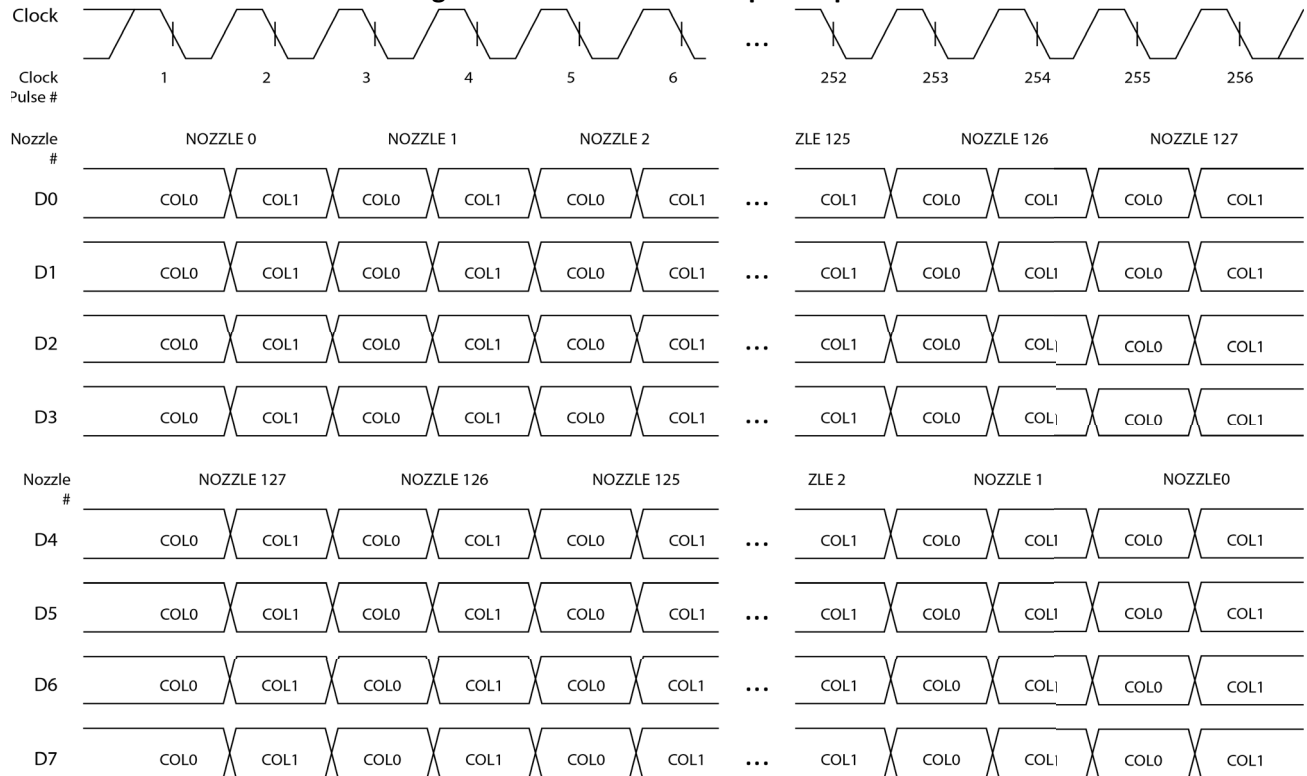 Clock
...
Clock 1 2 3 4 5 6 252 253 254 255 256
Pulse #
Nozzle NOZZLE 0 NOZZLE 1 NOZZLE 2 ZLE 125 NOZZLE 126 NOZZLE 127
#
D0 COL0 COL1 COL0 COL1 COL0 COL1 ... COL1 COL0 COL1 COL0 COL1
D1 COL0 COL1 COL0 COL1 COL0 COL1 ... COL1 COL0 COL1 COL0 COL1
D2 COL0 COL1 COL0 COL1 COL0 COL1 ... COL1 COL0 COL1 COL0 COL1
D3 COL0 COL1 COL0 COL1 COL0 COL1 ... COL1 COL0 COL1 COL0 COL1
Nozzle NOZZLE 127 NOZZLE 126 NOZZLE 125 ZLE 2 NOZZLE 1 NOZZLE0
#
D4 COL0 COL1 COL0 COL1 COL0 COL1 ... COL1 COL0 COL1 COL0 COL1
D5 COL0 COL1 COL0 COL1 COL0 COL1 ... COL1 COL0 COL1 COL0 COL1
D6 COL0 COL1 COL0 COL1 COL0 COL1 ... COL1 COL0 COL1 COL0 COL1
D7 COL0 COL1 COL0 COL1 COL0 COL1 ... COL1 COL0 COL1 COL0 COL1